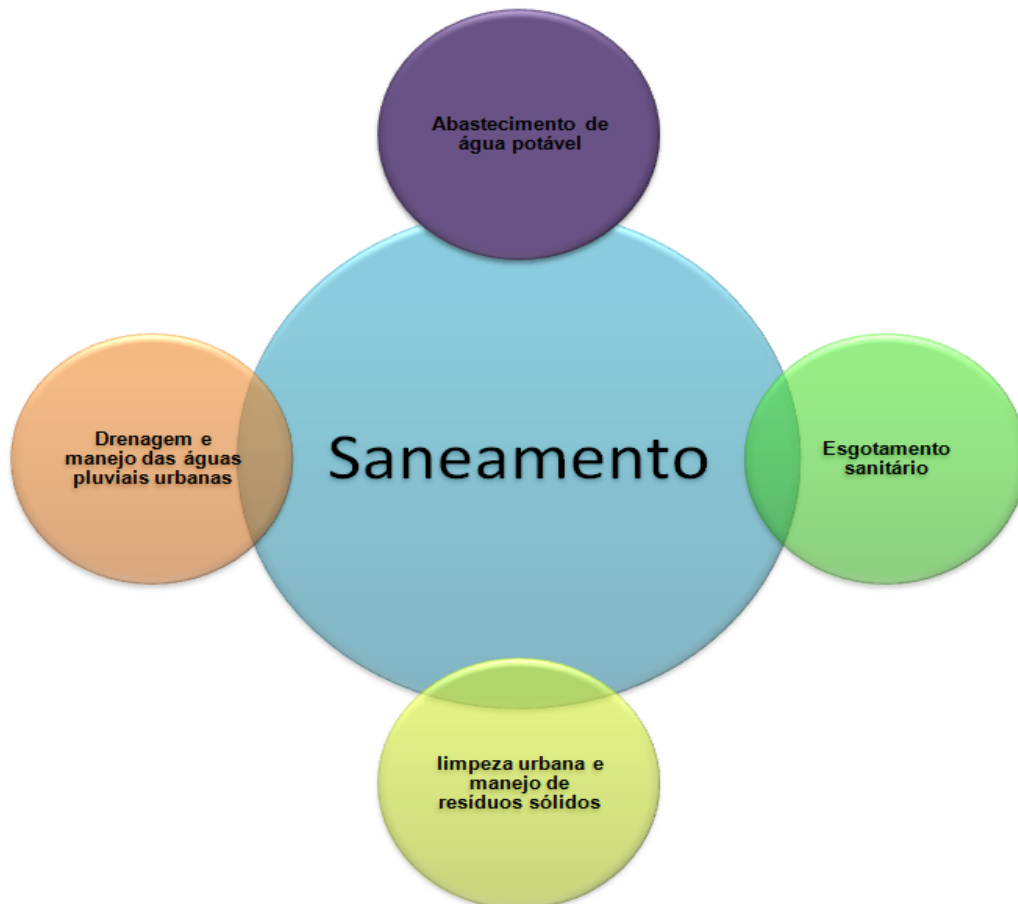 Abastecimento de
água potável
Drenagem e
manejo das águas
pluviais urbanas
Saneamento
Esgotamento
sanitário
limpeza urbana e
manejo de
resíduos sólidos